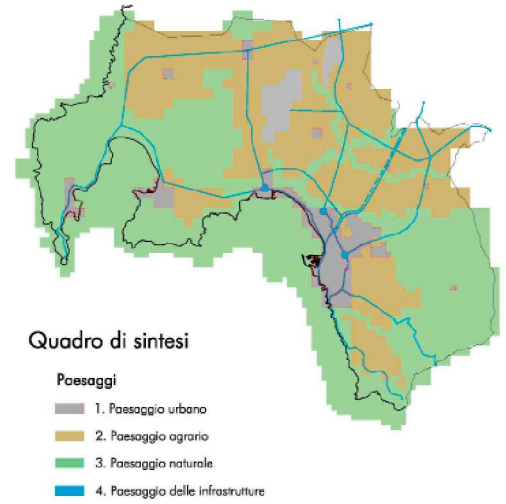 Quadro di sintesi
Paesaggi
1. Paesaggio urbano
2. Paesaggio agrario
3. Paesaggio naturale
4. Paesaggio delle infrastrutture